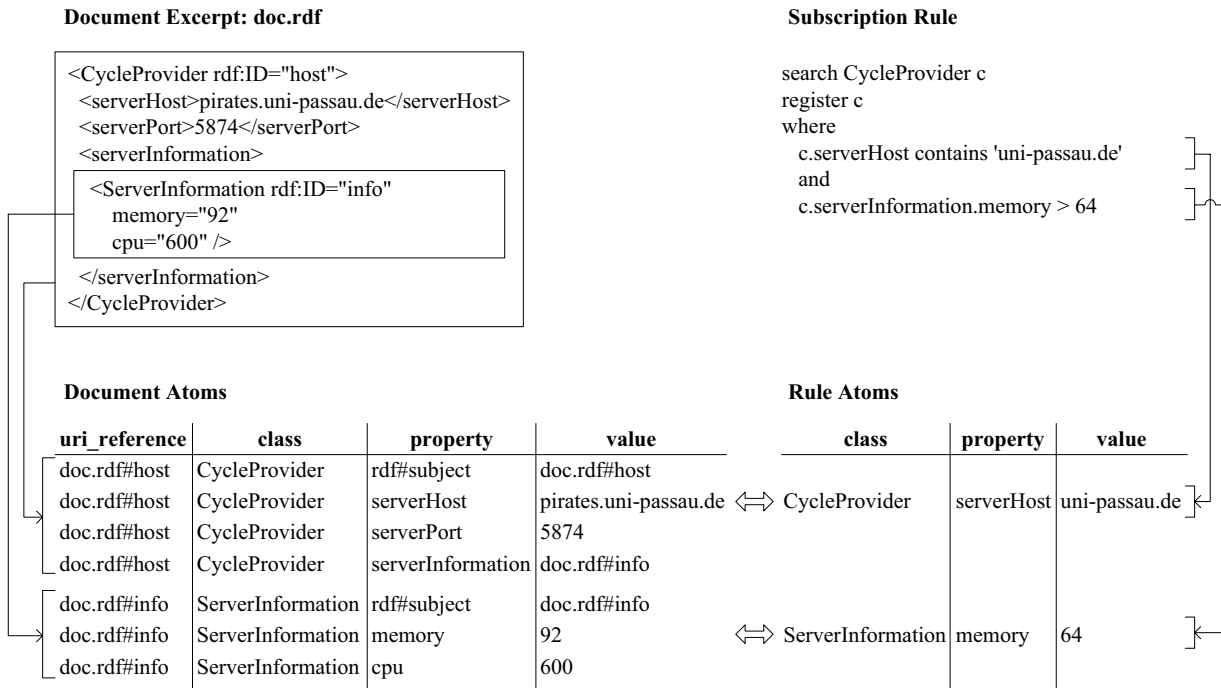 Document Excerpt: doc.rdf
<CycleProvider rdf:ID="host">
<serverHost>pirates.uni-passau.de</serverHost>
<serverPort>5874</serverPort>
<serverInformation>
<ServerInformation rdf:ID="info"
memory="92"
cpu="600" />
</serverInformation>
</CycleProvider>
Subscription Rule
search CycleProvider c
register c
where
c.serverHost contains 'uni-passau.de'
and
c.serverInformation.memory > 64
Document Atoms
uri_reference class property value
doc.rdf#host CycleProvider rdf#subject doc.rdf#host
doc.rdf#host CycleProvider serverHost pirates.uni-passau.de
doc.rdf#host CycleProvider serverPort 5874
doc.rdf#host CycleProvider serverInformation doc.rdf#info
doc.rdf#info ServerInformation rdf#subject doc.rdf#info
doc.rdf#info ServerInformation memory 92
doc.rdf#info ServerInformation cpu 600
Rule Atoms
class property value
CycleProvider serverHost uni-passau.de
ServerInformation memory 64